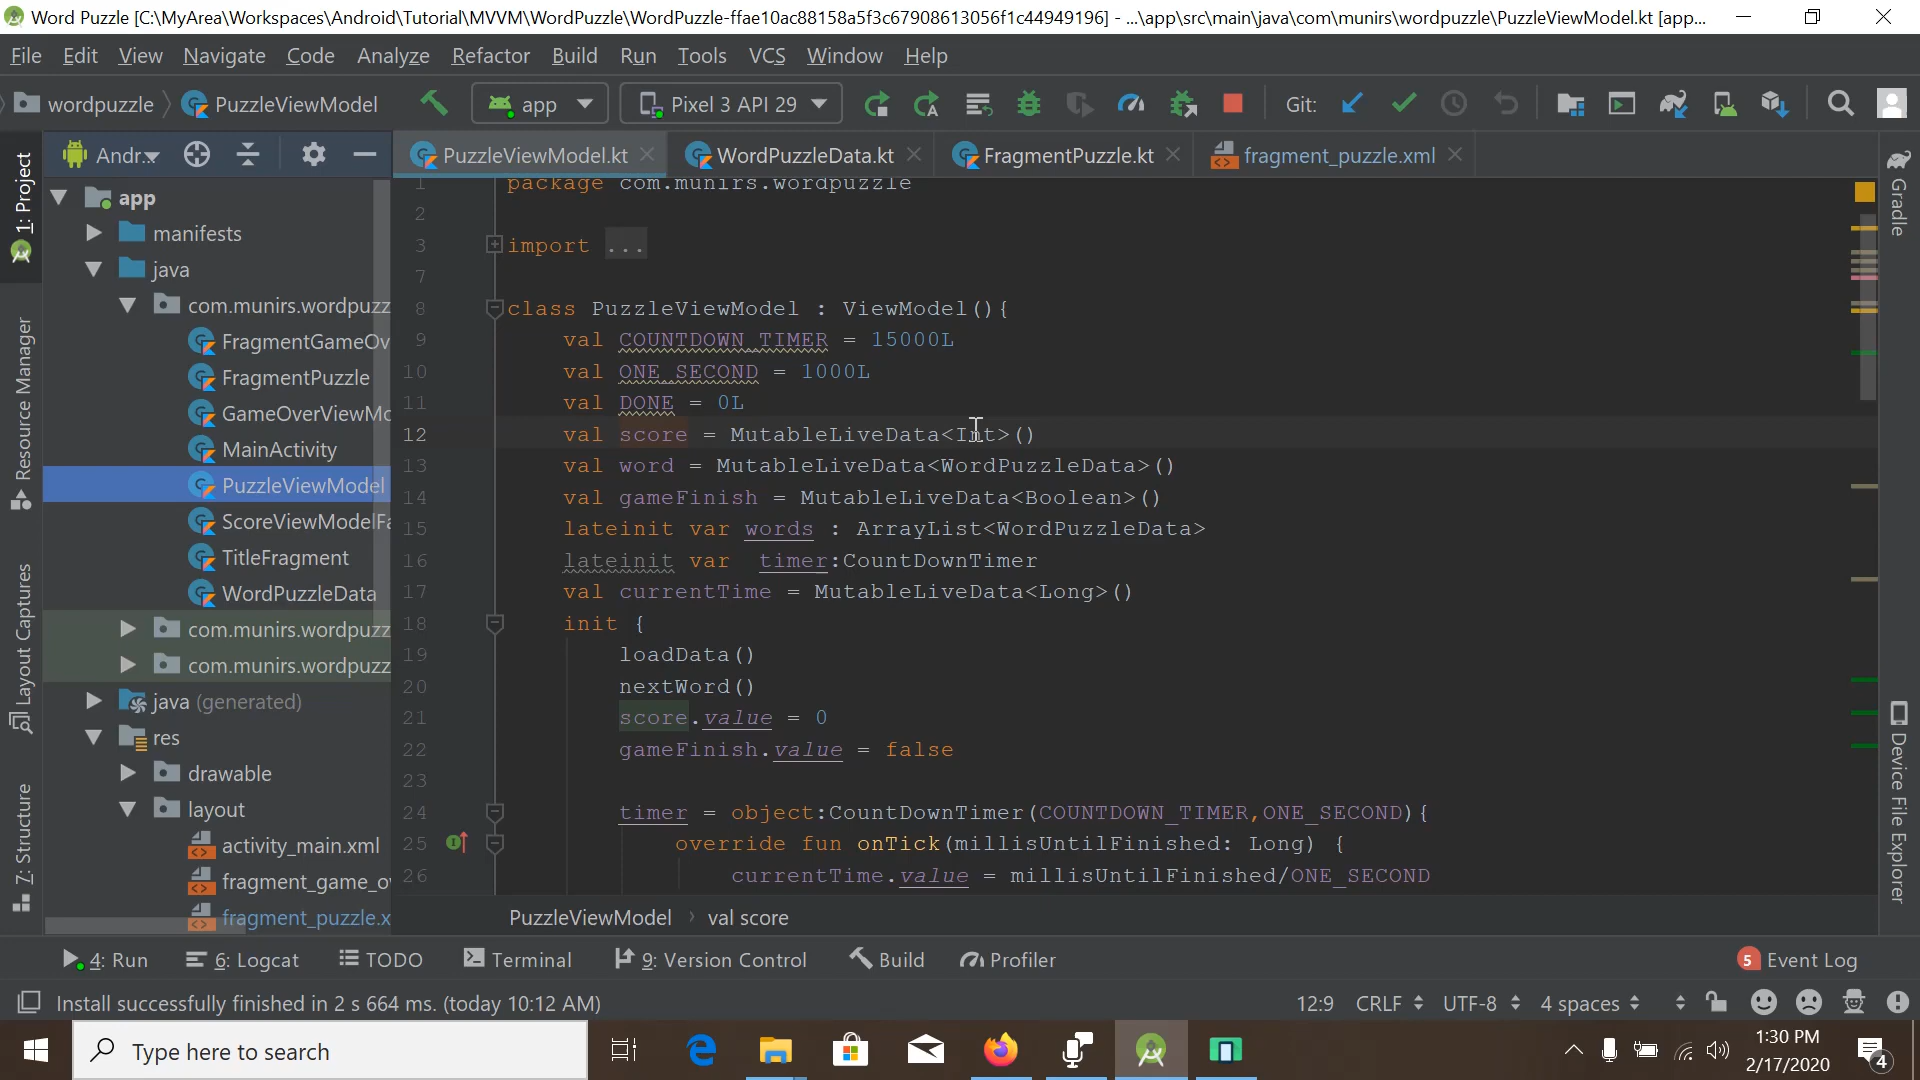 Word Puzzle [C:\MyArea\Workspaces\Android\Tutorial\MVVM\WordPuzzle\WordPuzzle-ffae10ac88158a5f3c67908613056f1c44949196] - ...\app\src\main\java\com\munirs\wordpuzzle\PuzzleViewModel.kt [app...
File Edit View Navigate Code Analyze Refactor Build Run Tools VCS Window Help
wordpuzzle PuzzleViewModel app Pixel 3 API 29 Git:
Andr... PuzzleViewModel.kt WordPuzzleData.kt FragmentPuzzle.kt fragment_puzzle.xml
1: Project
Resource Manager
Layout Captures
7: Structure
app
manifests
java
com.munirs.wordpuzz
FragmentGameOv
FragmentPuzzle
GameOverViewMo
MainActivity
PuzzleViewModel
ScoreViewModelFa
TitleFragment
WordPuzzleData
com.munirs.wordpuzz
com.munirs.wordpuzz
java (generated)
res
drawable
layout
activity_main.xml
fragment_game_o
fragment_puzzle.x
1 package com.munirs.wordpuzzle
2
3 import ...
7
8 class PuzzleViewModel : ViewModel(){
9 val COUNTDOWN_TIMER = 15000L
10 val ONE_SECOND = 1000L
11 val DONE = 0L
12 val score = MutableLiveData<Int>()
13 val word = MutableLiveData<WordPuzzleData>()
14 val gameFinish = MutableLiveData<Boolean>()
15 lateinit var words : ArrayList<WordPuzzleData>
16 lateinit var timer:CountDownTimer
17 val currentTime = MutableLiveData<Long>()
18 init {
19 loadData()
20 nextWord()
21 score.value = 0
22 gameFinish.value = false
23
24 timer = object:CountDownTimer(COUNTDOWN_TIMER,ONE_SECOND){
25 override fun onTick(millisUntilFinished: Long) {
26 currentTime.value = millisUntilFinished/ONE_SECOND
PuzzleViewModel › val score
Gradle
Device File Explorer
4: Run 6: Logcat TODO Terminal 9: Version Control Build Profiler 5 Event Log
Install successfully finished in 2 s 664 ms. (today 10:12 AM) 12:9 CRLF UTF-8 4 spaces
Type here to search
1:30 PM
2/17/2020
4